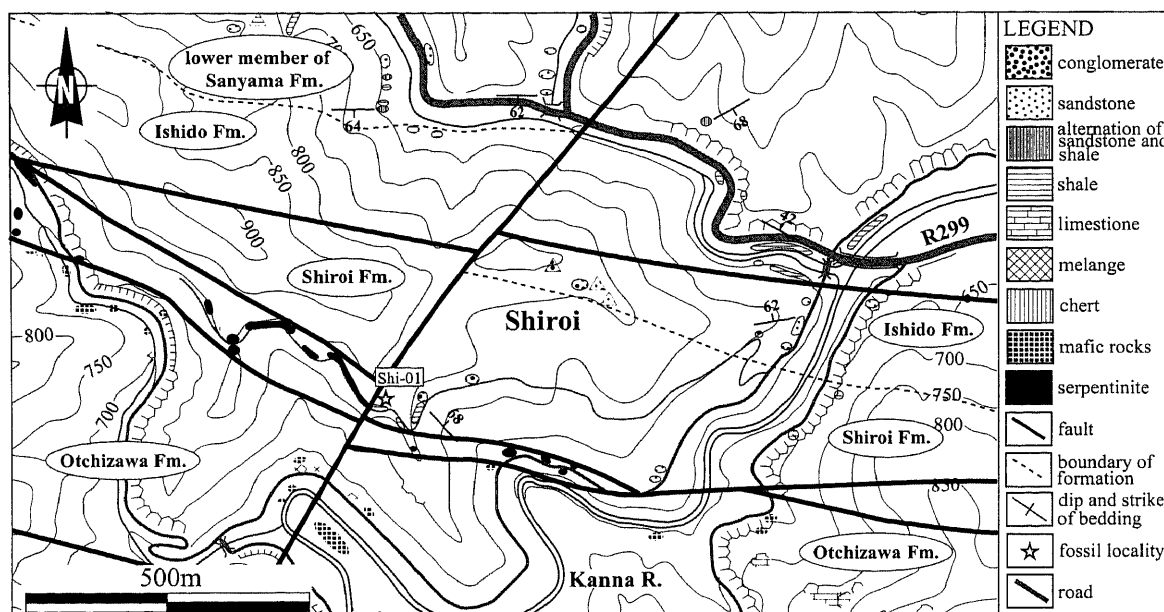 650
lower member of
Sanyama Fm.
N
Ishido Fm.
64
62
68
800
850
900
42
R299
650
Shiroi Fm.
Shiroi
62
Ishido Fm.
700
750
800
Shi-01
68
Shiroi Fm.
850
800
750
700
Otchizawa Fm.
Otchizawa Fm.
Kanna R.
500m
LEGEND
conglomerate
sandstone
alternation of
sandstone and
shale
shale
limestone
melange
chert
mafic rocks
serpentinite
fault
boundary of
formation
dip and strike
of bedding
fossil locality
road